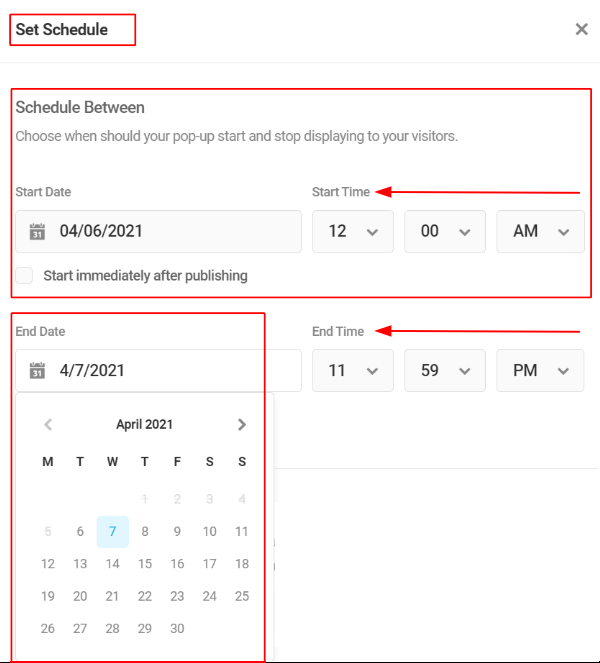 Set Schedule
Schedule Between
Choose when should your pop-up start and stop displaying to your visitors.
Start Date Start Time
31 04/06/2021 12 00 AM
Start immediately after publishing
End Date End Time
31 4/7/2021 11 59 PM
April 2021
M T W T F S S
1 2 3 4
5 6 7 8 9 10 11
12 13 14 15 16 17 18
19 20 21 22 23 24 25
26 27 28 29 30